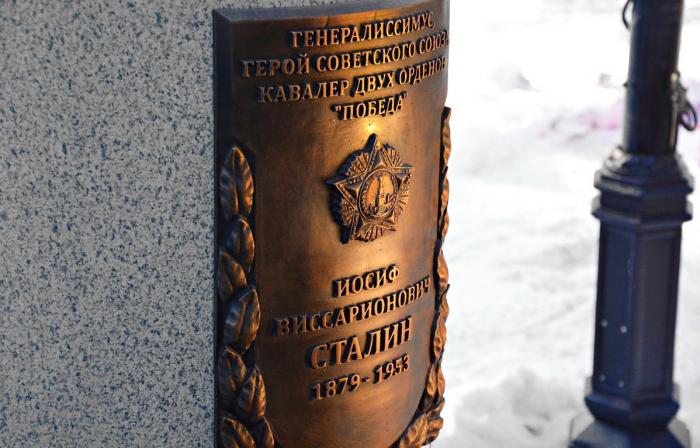 ГЕНЕРАЛИССИМУС,
ГЕРОЙ СОВЕТСКОГО СОЮЗА
КАВАЛЕР ДВУХ ОРДЕНОВ
"ПОБЕДА"
ИОСИФ
ВИССАРИОНОВИЧ
СТАЛИН
1879-1953